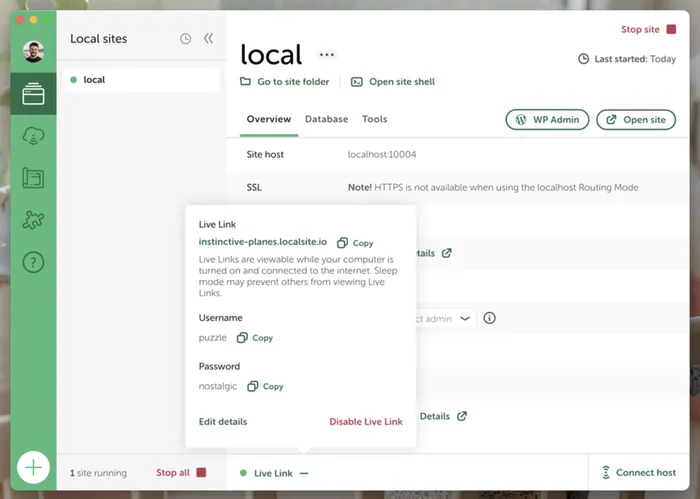 Local sites
local
1 site running
Stop all
Stop site
local
Last started: Today
Go to site folder
Open site shell
Overview
Database
Tools
WP Admin
Open site
Site host
localhost:10004
SSL
Note! HTTPS is not available when using the localhost Routing Mode
Live Link
instinctive-planes.localsite.io
Copy
Live Links are viewable while your computer is
turned on and connected to the internet. Sleep
mode may prevent others from viewing Live
Links.
Username
puzzle
Copy
Password
nostalgic
Copy
Edit details
Disable Live Link
admin
Details
Live Link
Connect host